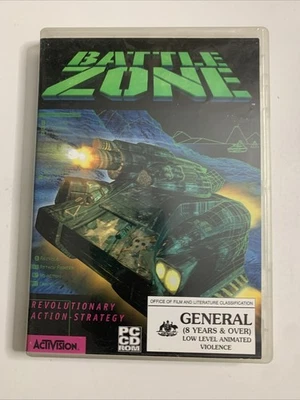 BATTLE
ZONE
REVOLUTIONARY
ACTION-STRATEGY
ACTIVISION.
PC
CD
ROM
OFFICE OF FILM AND LITERATURE CLASSIFICATION
GENERAL
(8 YEARS & OVER)
LOW LEVEL ANIMATED
VIOLENCE